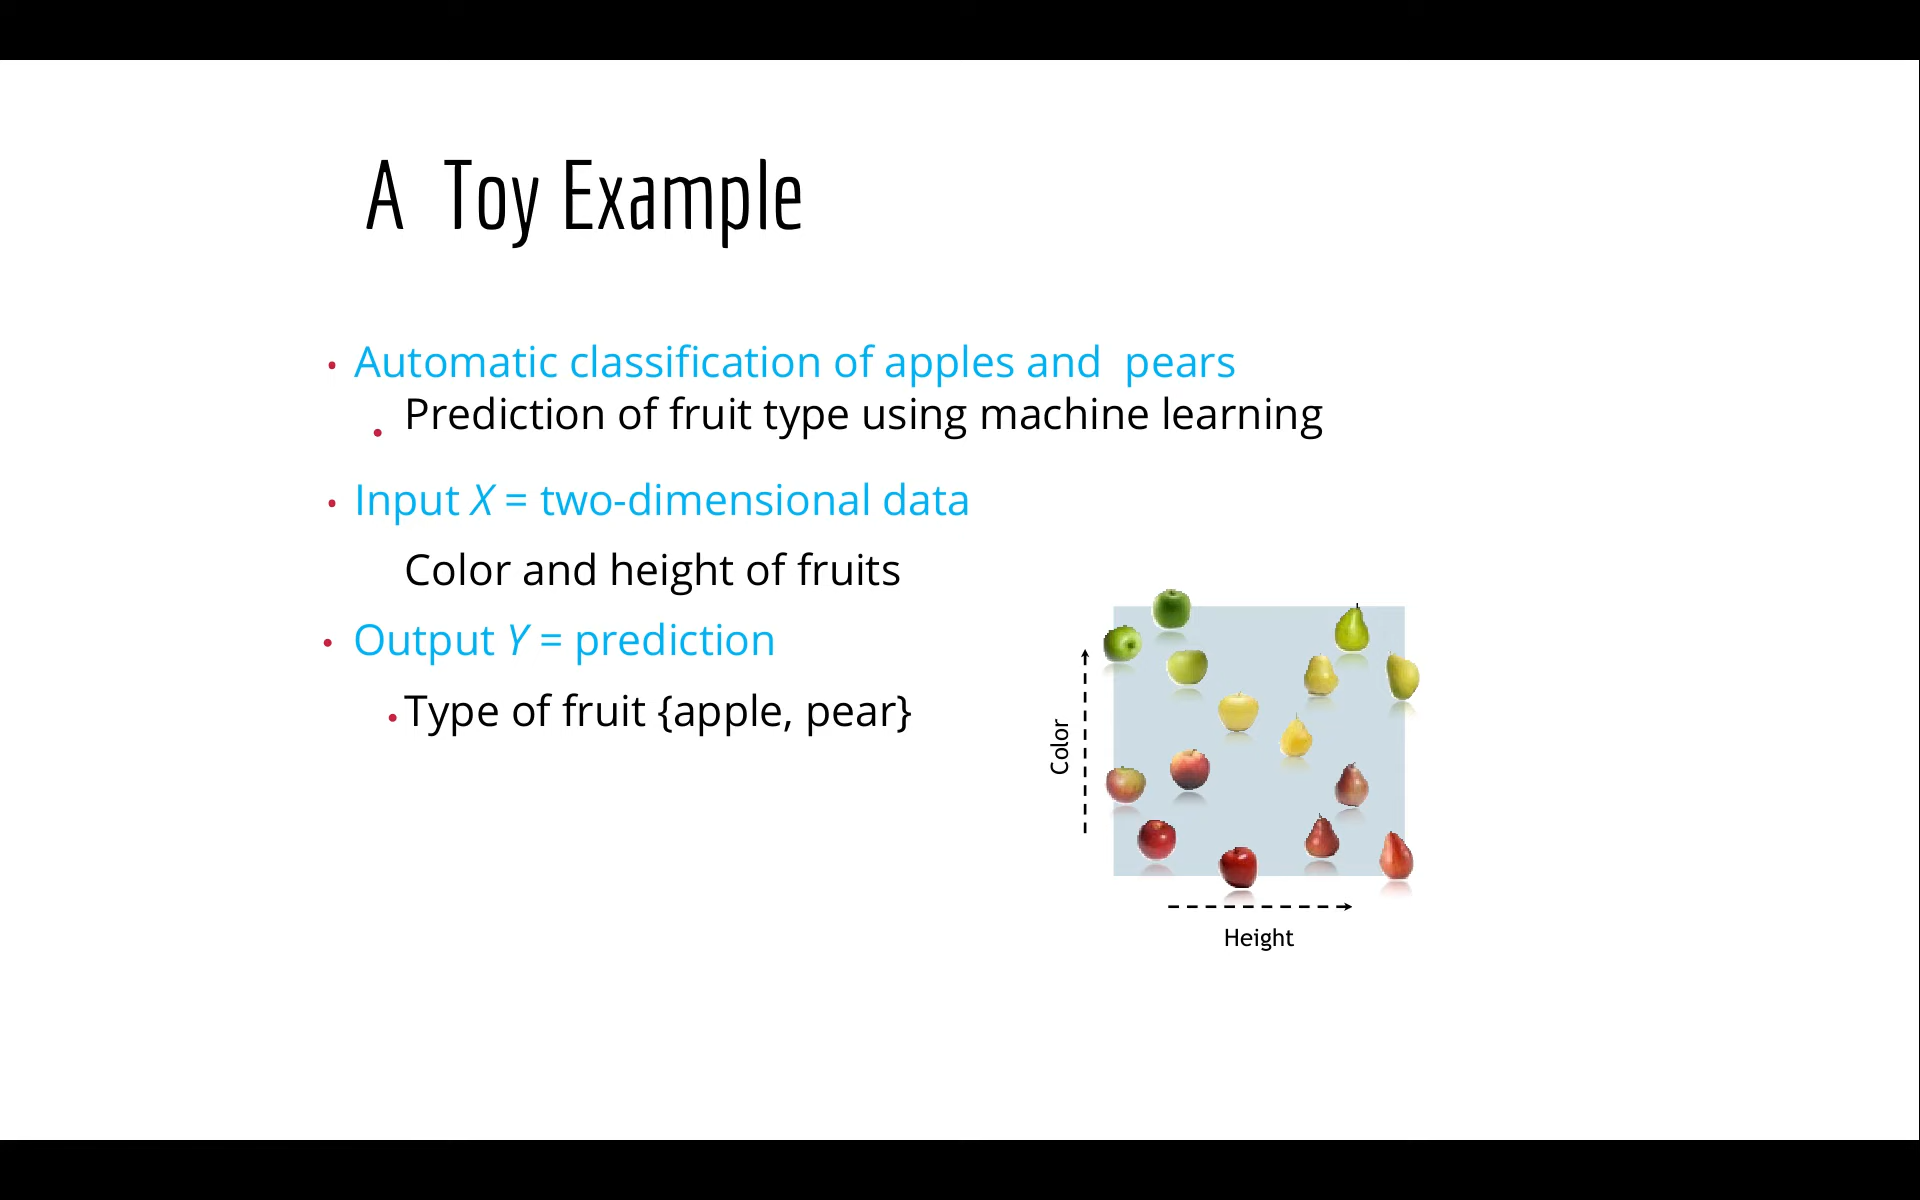 A Toy Example
• Automatic classification of apples and pears
• Prediction of fruit type using machine learning
• Input X = two-dimensional data
Color and height of fruits
• Output Y = prediction
• Type of fruit {apple, pear}
Color
Height